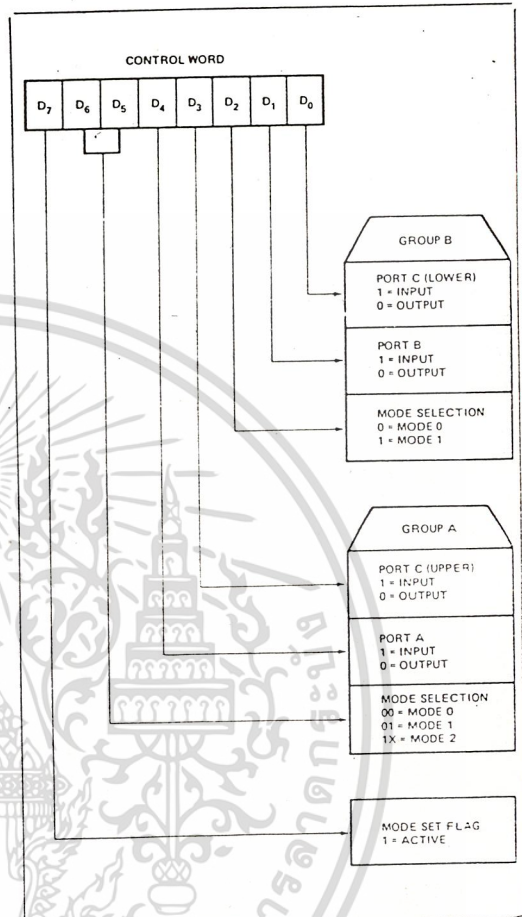 CONTROL WORD
D7 D6 D5 D4 D3 D2 D1 D0
GROUP B
PORT C (LOWER)
1 = INPUT
0 = OUTPUT
PORT B
1 = INPUT
0 = OUTPUT
MODE SELECTION
0 = MODE 0
1 = MODE 1
GROUP A
PORT C (UPPER)
1 = INPUT
0 = OUTPUT
PORT A
1 = INPUT
0 = OUTPUT
MODE SELECTION
00 = MODE 0
01 = MODE 1
1X = MODE 2
MODE SET FLAG
1 = ACTIVE